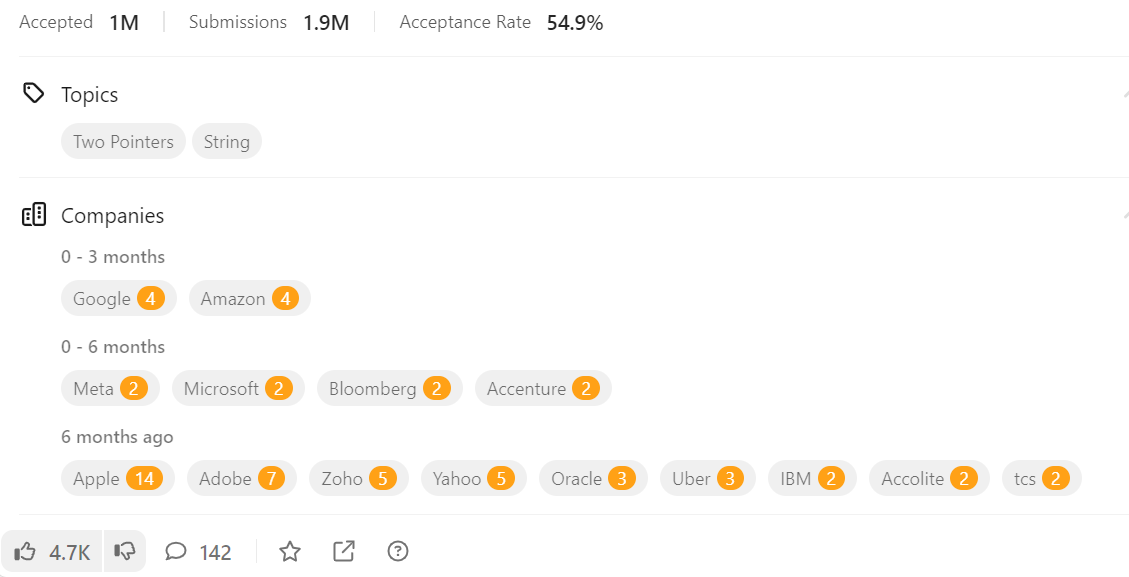 Accepted 1M Submissions 1.9M Acceptance Rate 54.9%
Topics
Two Pointers String
Companies
0 - 3 months
Google 4 Amazon 4
0 - 6 months
Meta 2 Microsoft 2 Bloomberg 2 Accenture 2
6 months ago
Apple 14 Adobe 7 Zoho 5 Yahoo 5 Oracle 3 Uber 3 IBM 2 Accolite 2 tcs 2
4.7K 142 ?